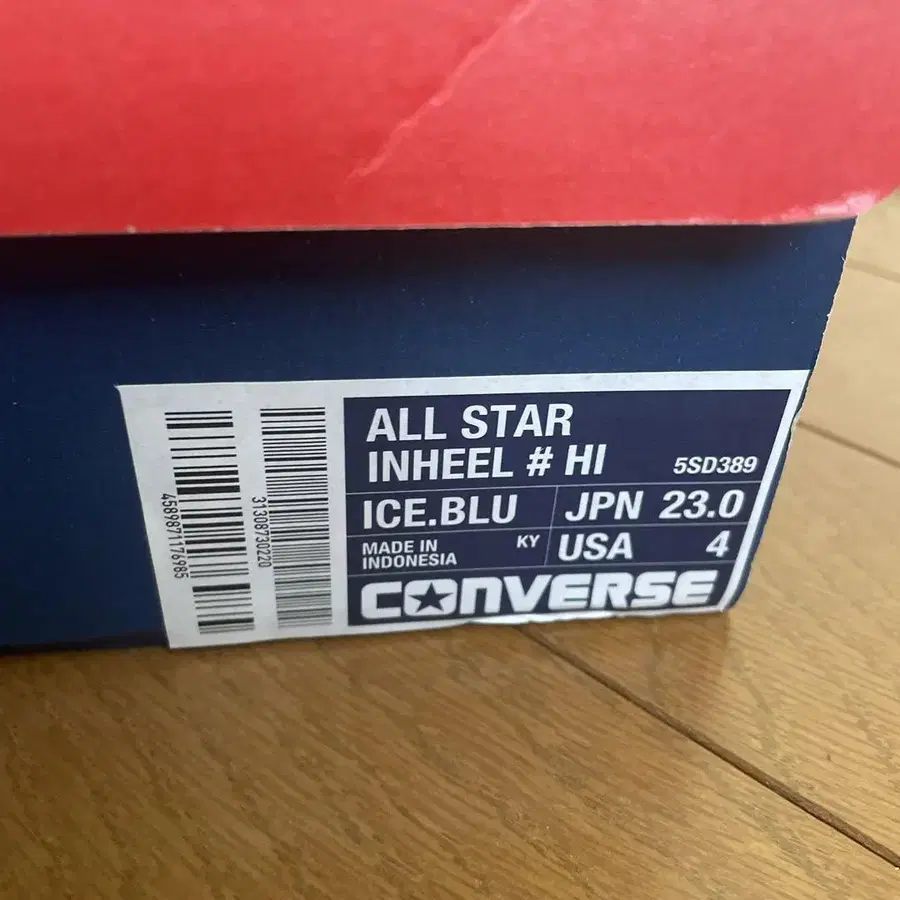 ALL STAR
INHEEL # HI 5SD389
ICE.BLU JPN 23.0
MADE IN
INDONESIA KY USA 4
CONVERSE
4589871176985
31308730220